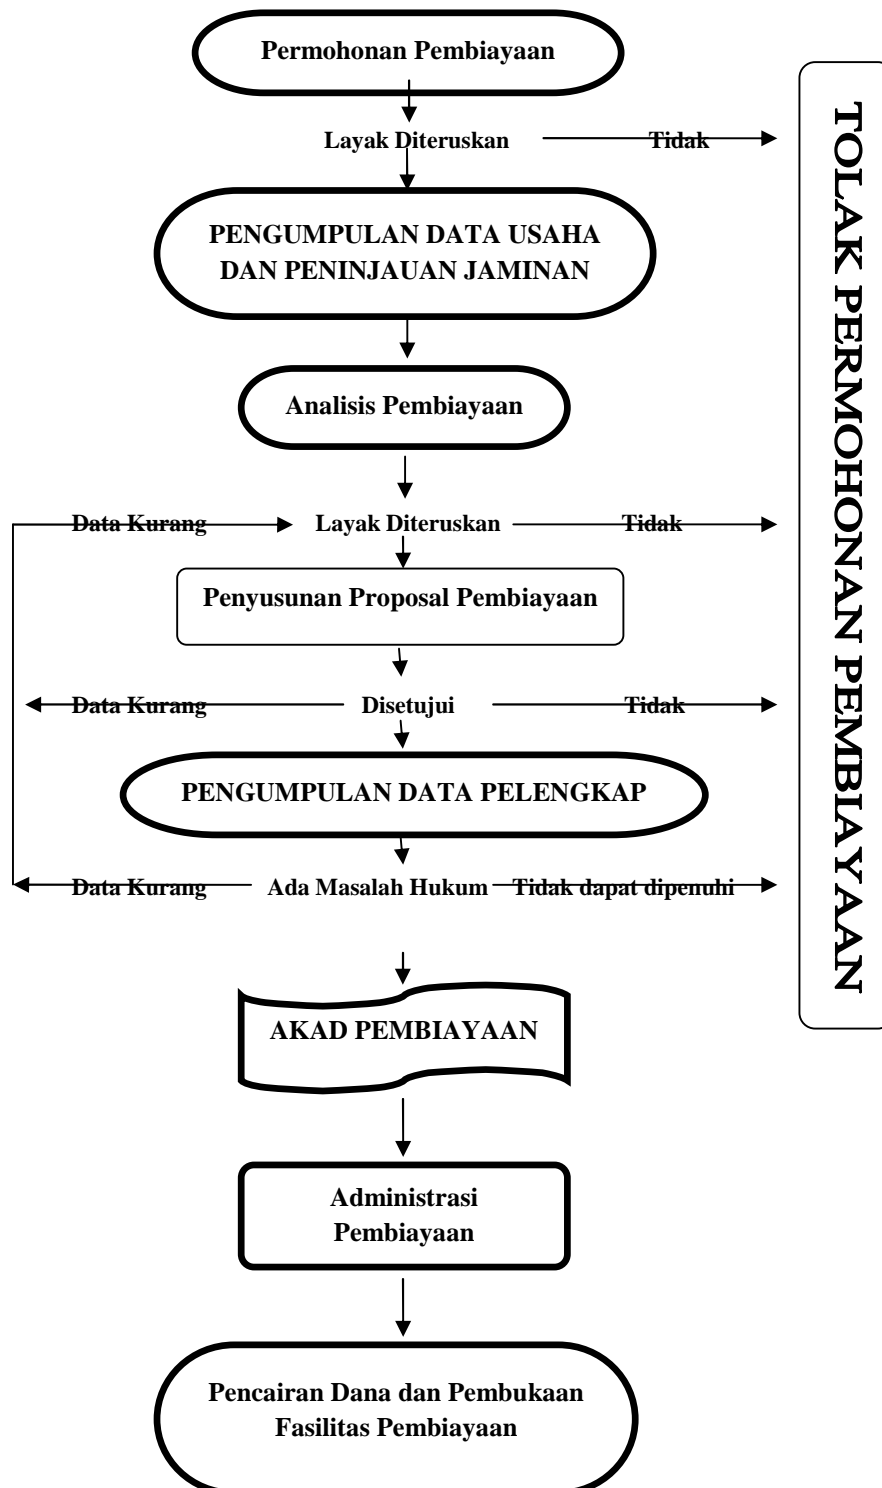 Permohonan Pembiayaan
Layak Diteruskan
Tidak
PENGUMPULAN DATA USAHA
DAN PENINJAUAN JAMINAN
Analisis Pembiayaan
Data Kurang
Layak Diteruskan
Tidak
Penyusunan Proposal Pembiayaan
Data Kurang
Disetujui
Tidak
PENGUMPULAN DATA PELENGKAP
Data Kurang
Ada Masalah Hukum
Tidak dapat dipenuhi
AKAD PEMBIAYAAN
Administrasi
Pembiayaan
Pencairan Dana dan Pembukaan
Fasilitas Pembiayaan
TOLAK PERMOHONAN PEMBIAYAAN